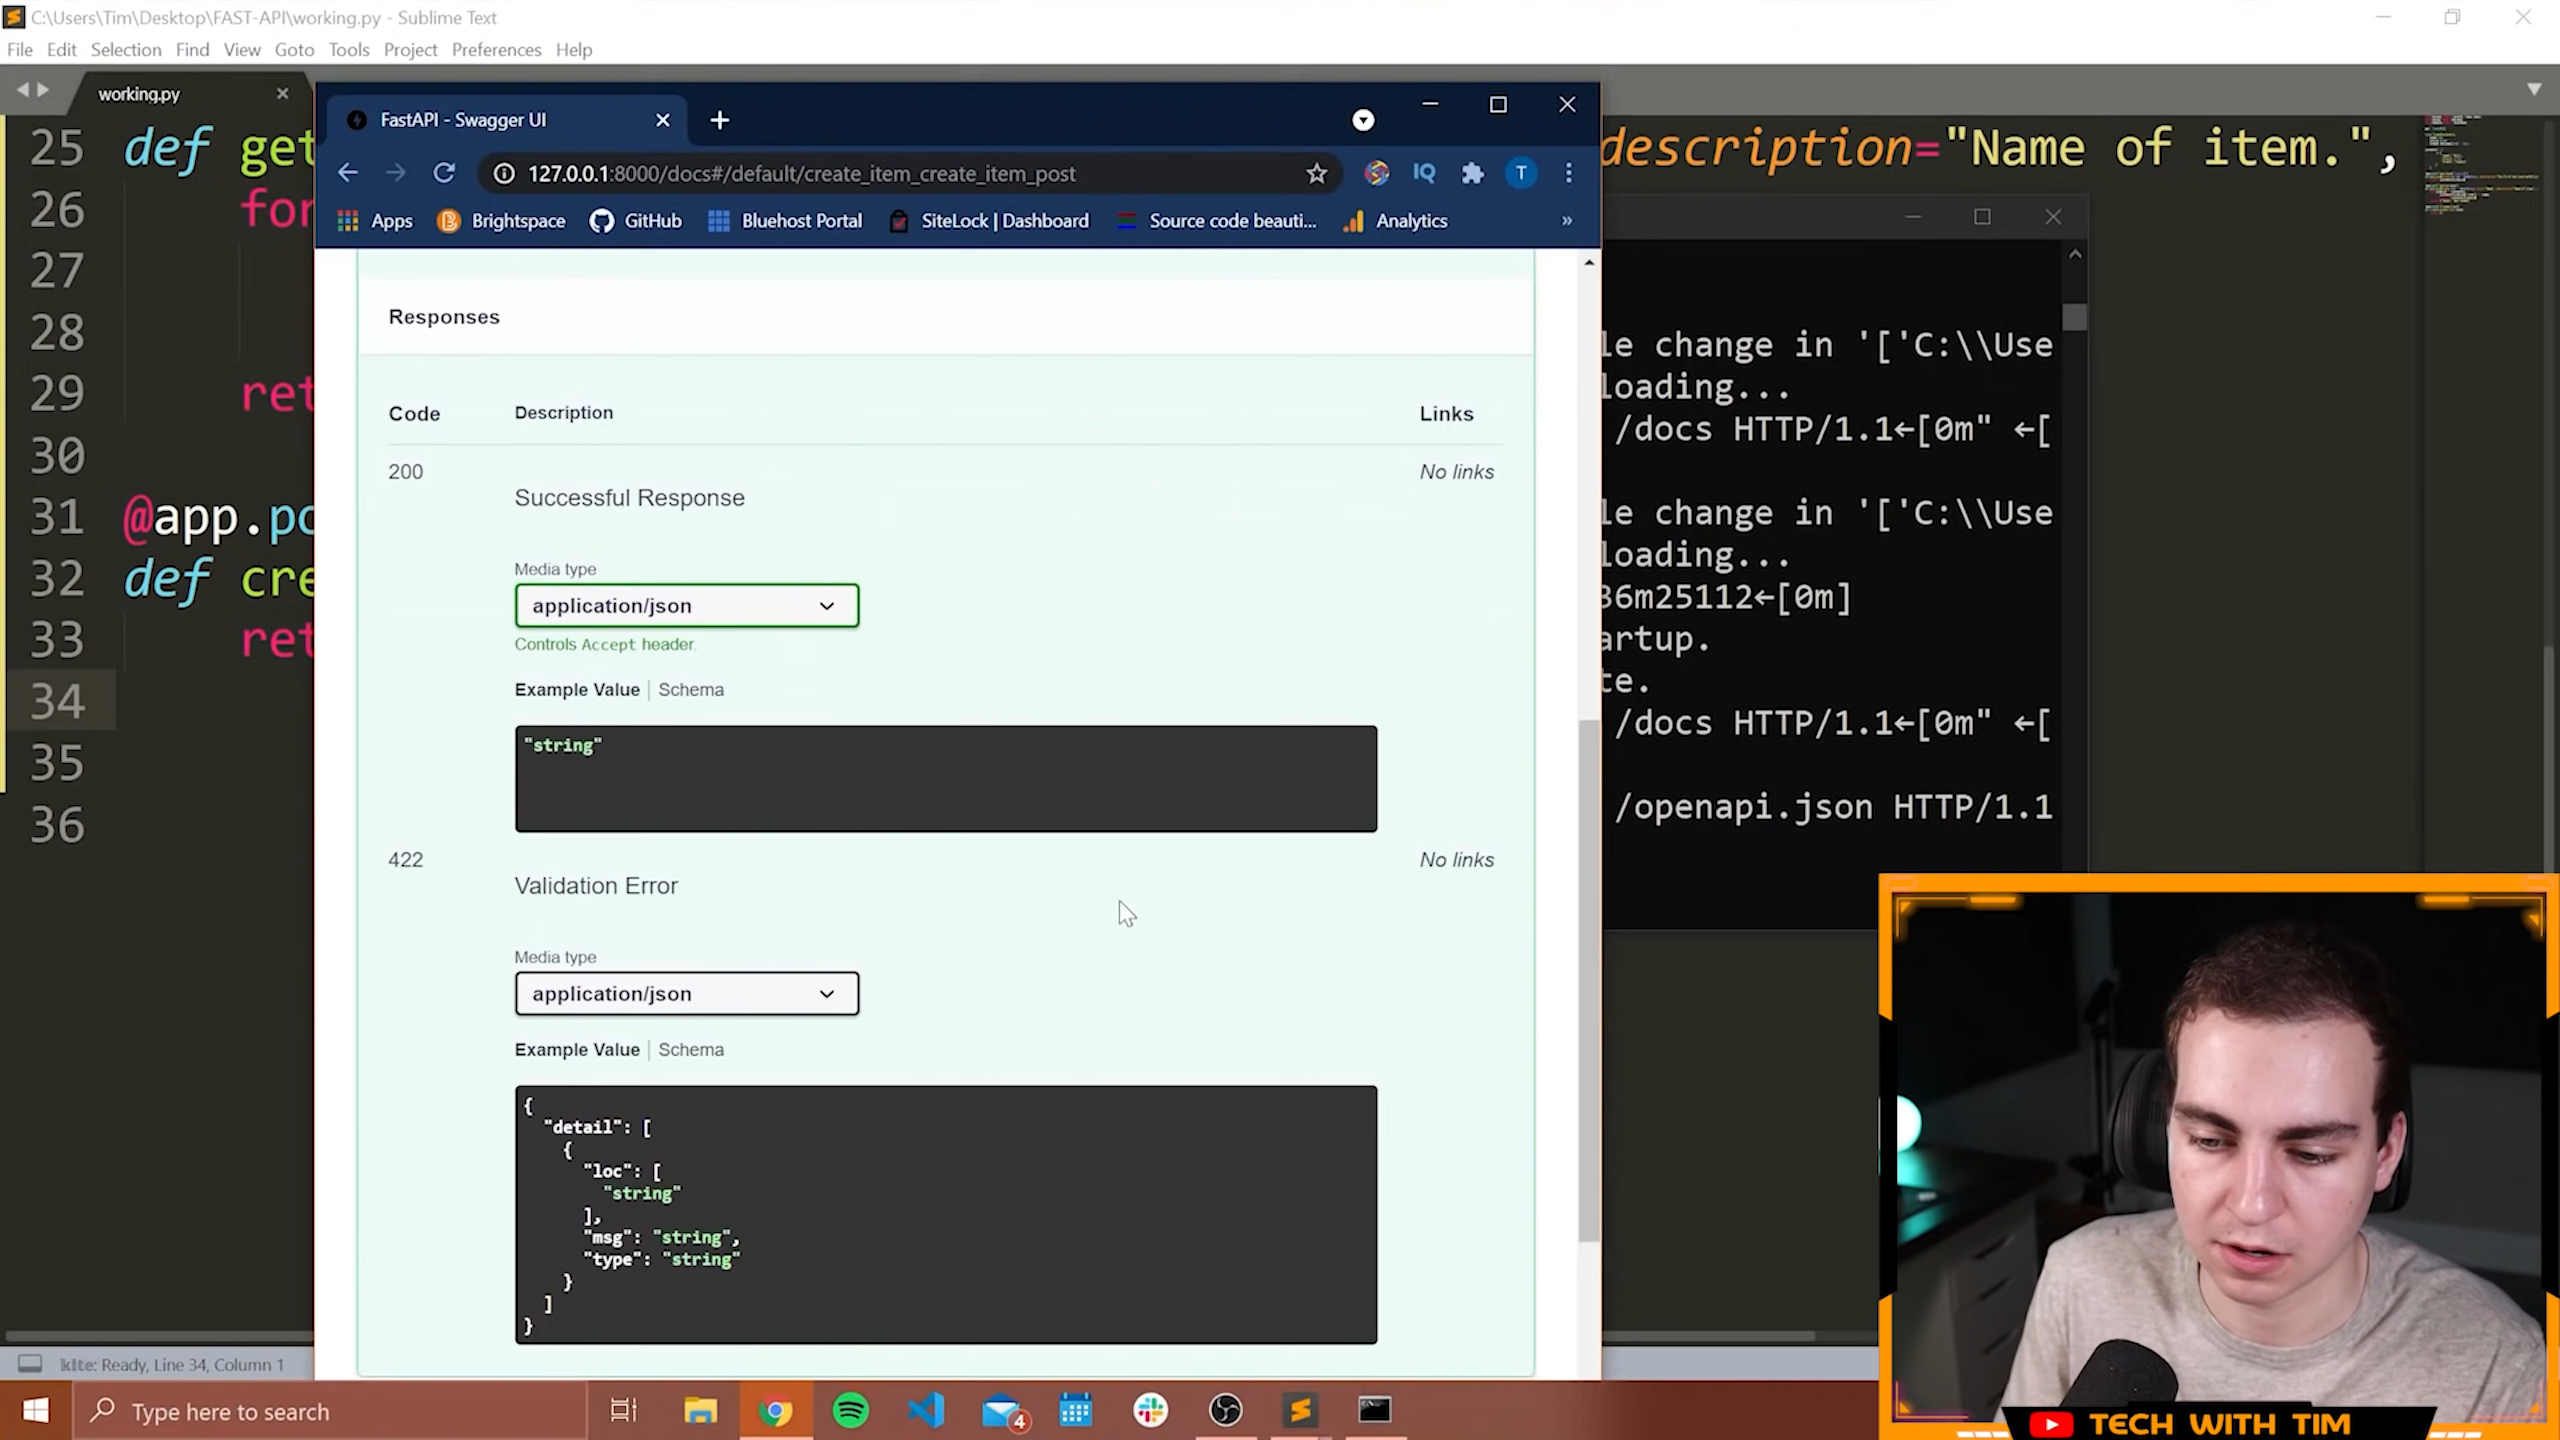 C:\Users\Tim\Desktop\FAST-API\working.py - Sublime Text
File Edit Selection Find View Goto Tools Project Preferences Help
working.py
25 def get
26 for
27
28
29 ret
30
31 @app.po
32 def cre
33 ret
34
35
36
description="Name of item.",
FastAPI - Swagger UI
127.0.0.1:8000/docs#/default/create_item_create_item_post
IQ
T
Apps Brightspace GitHub Bluehost Portal SiteLock | Dashboard Source code beauti... Analytics »
Responses
Code Description Links
200 No links
Successful Response
Media type
application/json
Controls Accept header.
Example Value | Schema
"string"
422 No links
Validation Error
Media type
application/json
Example Value | Schema
{
"detail": [
{
"loc": [
"string"
],
"msg": "string",
"type": "string"
}
]
}
le change in '['C:\\Use
loading...
/docs HTTP/1.1←[0m" ←[
le change in '['C:\\Use
loading...
36m25112←[0m]
artup.
te.
/docs HTTP/1.1←[0m" ←[
/openapi.json HTTP/1.1
kite: Ready, Line 34, Column 1
Type here to search
4
TECH WITH TIM